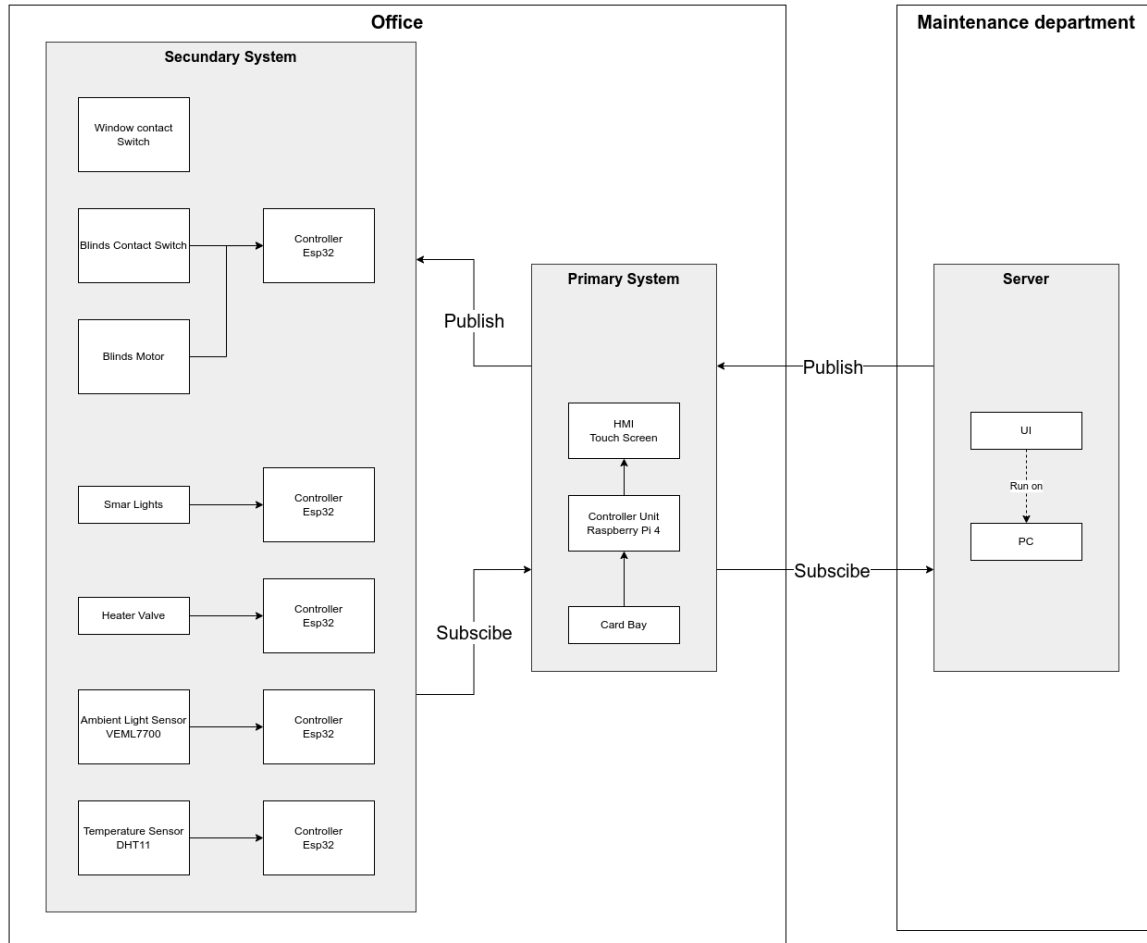 Office
Maintenance department
Secundary System
Window contact
Switch
Blinds Contact Switch
Controller
Esp32
Blinds Motor
Smar Lights
Controller
Esp32
Heater Valve
Controller
Esp32
Ambient Light Sensor
VEML7700
Controller
Esp32
Temperature Sensor
DHT11
Controller
Esp32
Publish
Subscibe
Primary System
HMI
Touch Screen
Controller Unit
Raspberry Pi 4
Card Bay
Publish
Subscibe
Server
UI
Run on
PC